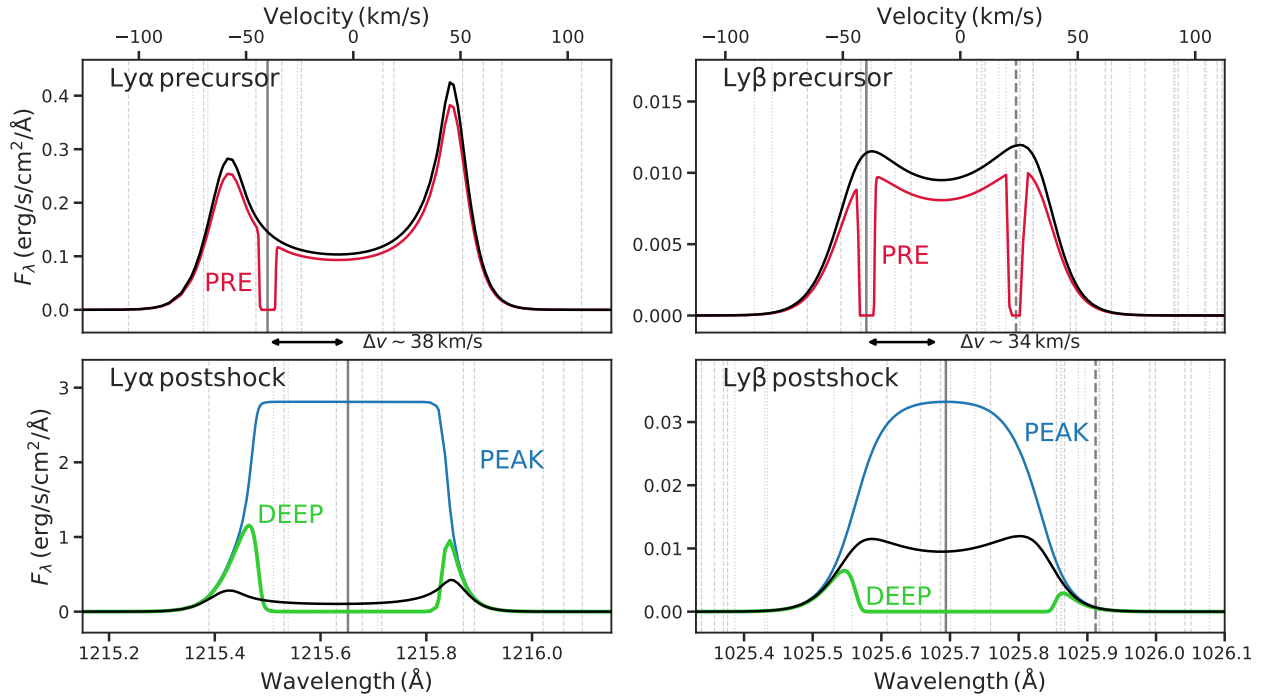 Velocity (km/s)
Velocity (km/s)
−100 −50 0 50 100
−100 −50 0 50 100
Lyα precursor
Lyβ precursor
F_λ (erg/s/cm²/Å)
0.4
0.3
0.2
0.1
0.0
PRE
0.015
0.010
0.005
0.000
PRE
Δv ~ 38 km/s
Δv ~ 34 km/s
Lyα postshock
Lyβ postshock
F_λ (erg/s/cm²/Å)
3
2
1
0
PEAK
DEEP
0.03
0.02
0.01
0.00
PEAK
DEEP
1215.2 1215.4 1215.6 1215.8 1216.0
1025.4 1025.5 1025.6 1025.7 1025.8 1025.9 1026.0 1026.1
Wavelength (Å)
Wavelength (Å)